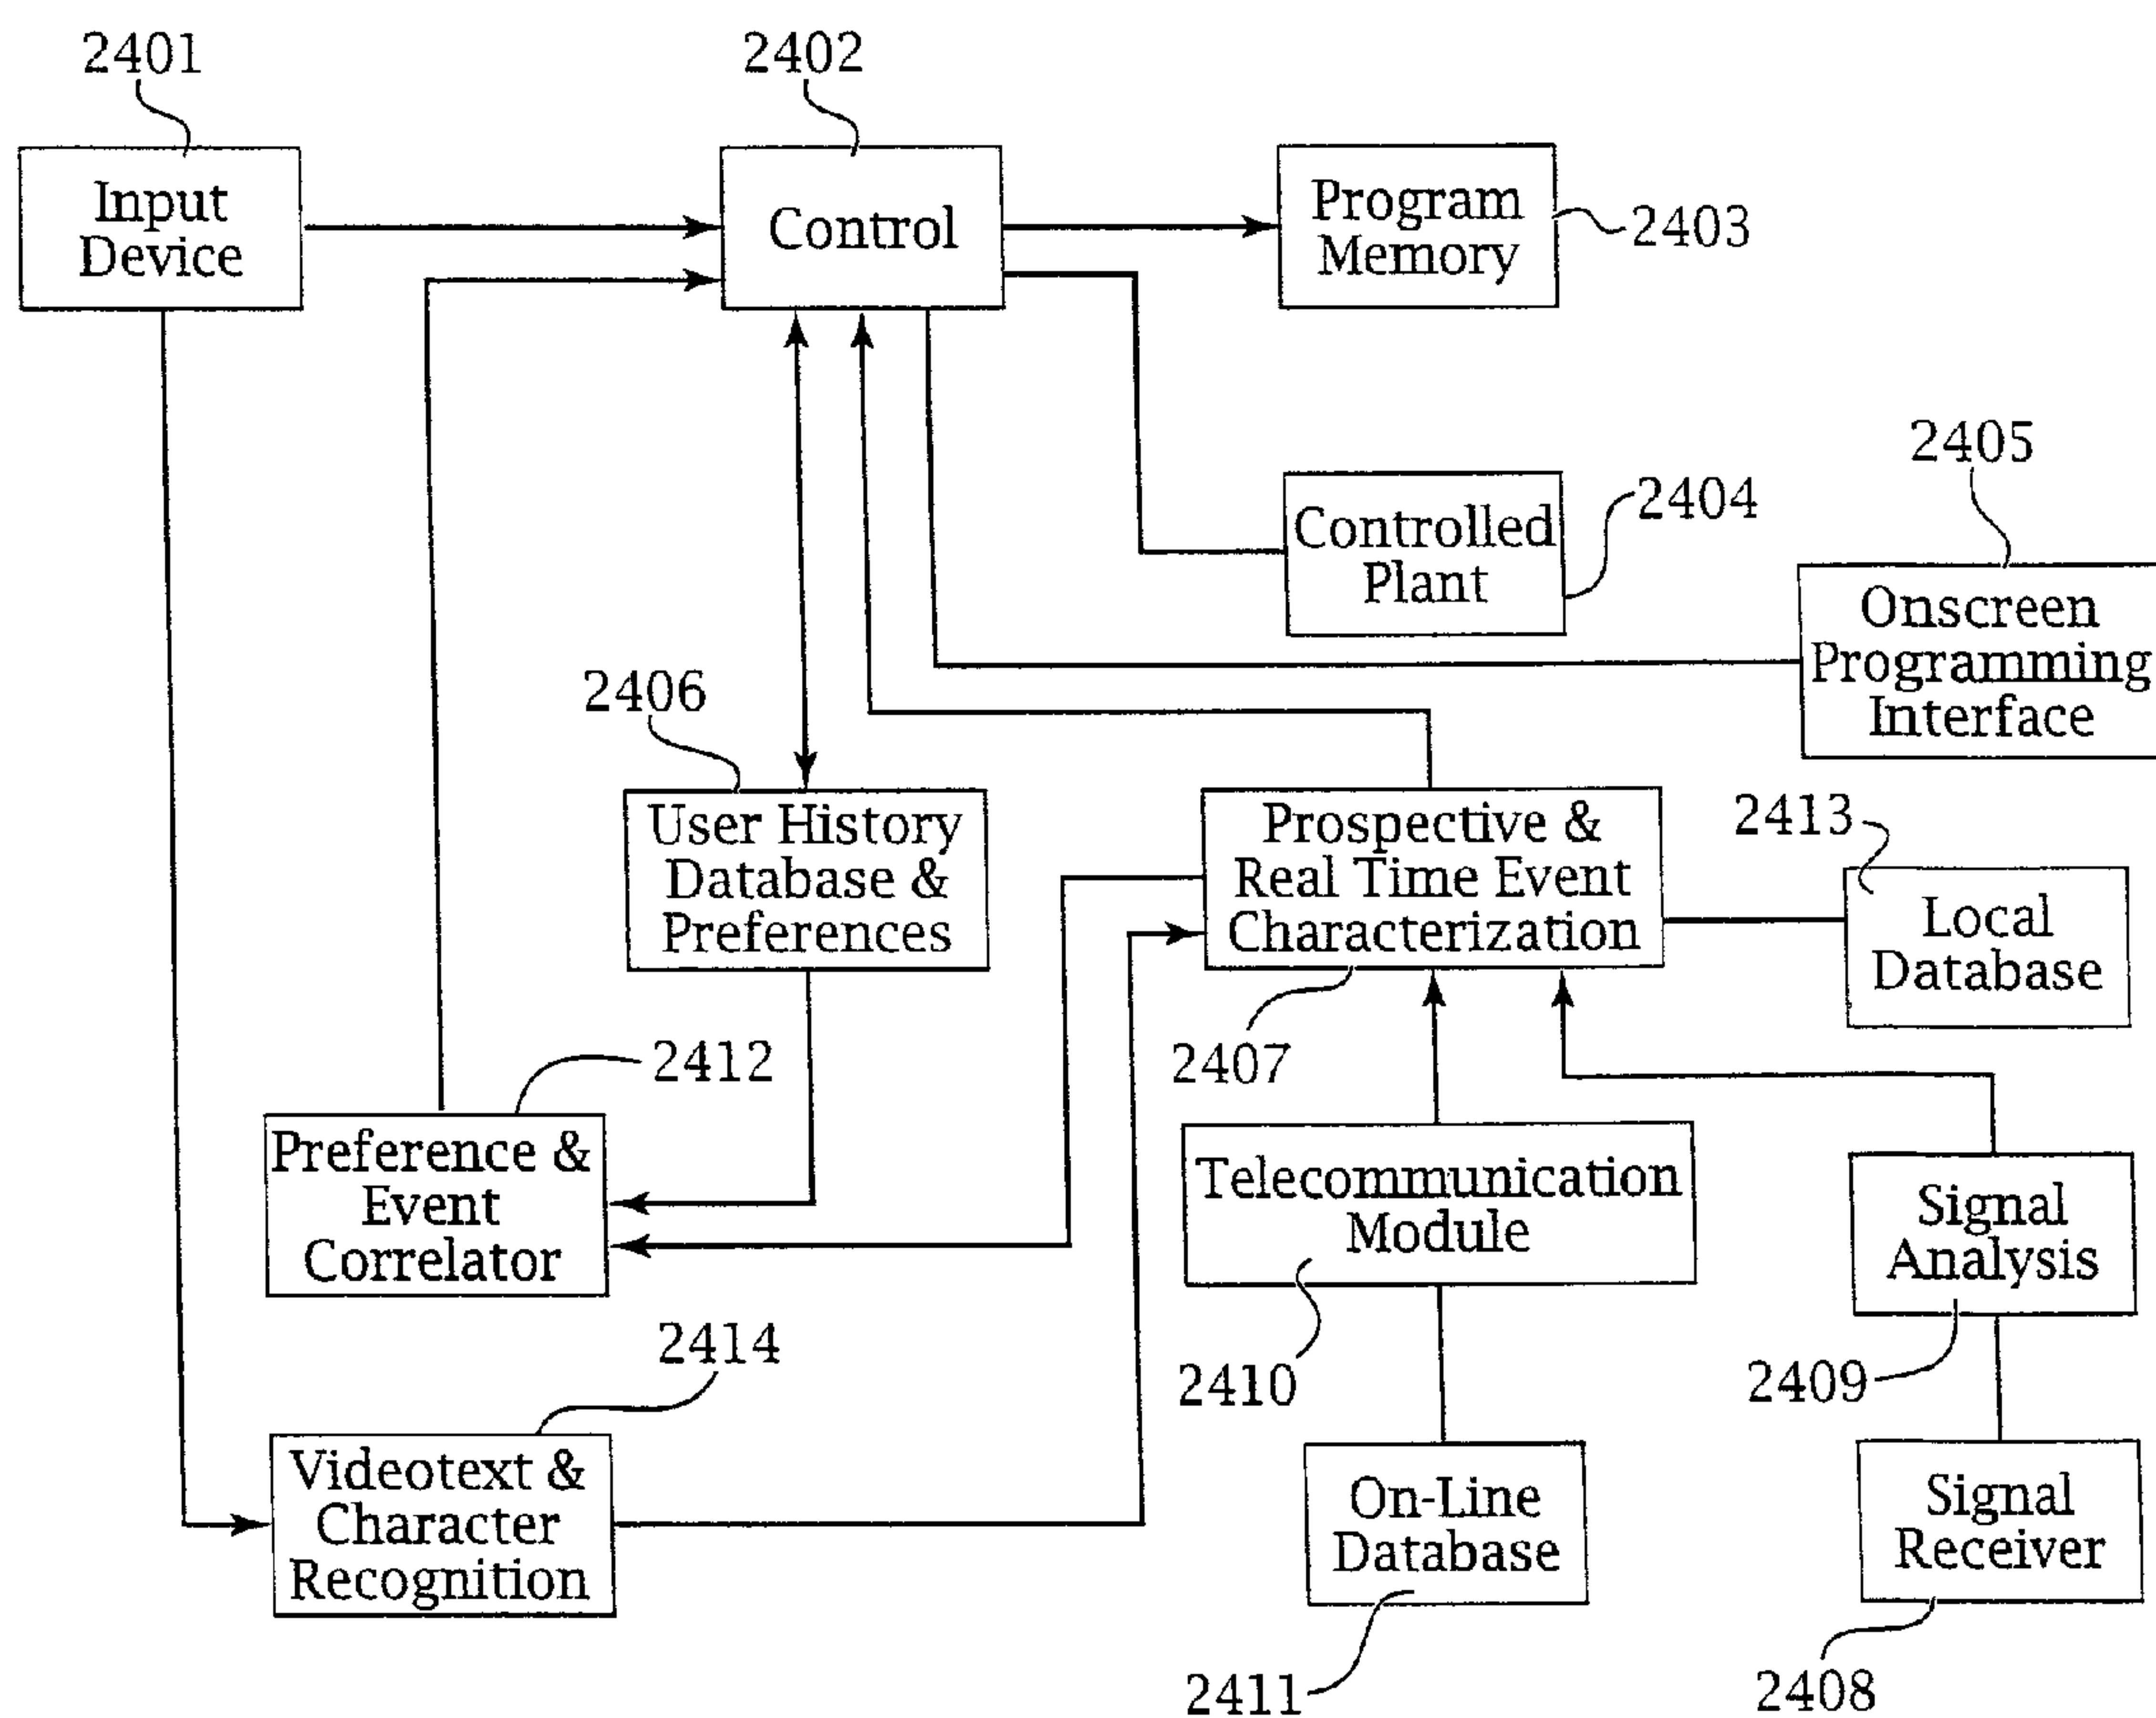 2401
2402
Input
Device
Control
Program
Memory
2403
2405
2404
Controlled
Plant
Onscreen
Programming
Interface
2406
User History
Database &
Preferences
Prospective &
Real Time Event
Characterization
2413
Local
Database
2407
2412
Preference &
Event
Correlator
Telecommunication
Module
Signal
Analysis
2414
2410
2409
Videotext &
Character
Recognition
On-Line
Database
Signal
Receiver
2411
2408